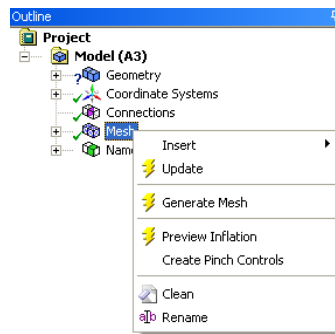 Outline
Project
Model (A3)
Geometry
Coordinate Systems
Connections
Mesh
Insert
Update
Generate Mesh
Preview Inflation
Create Pinch Controls
Clean
Rename